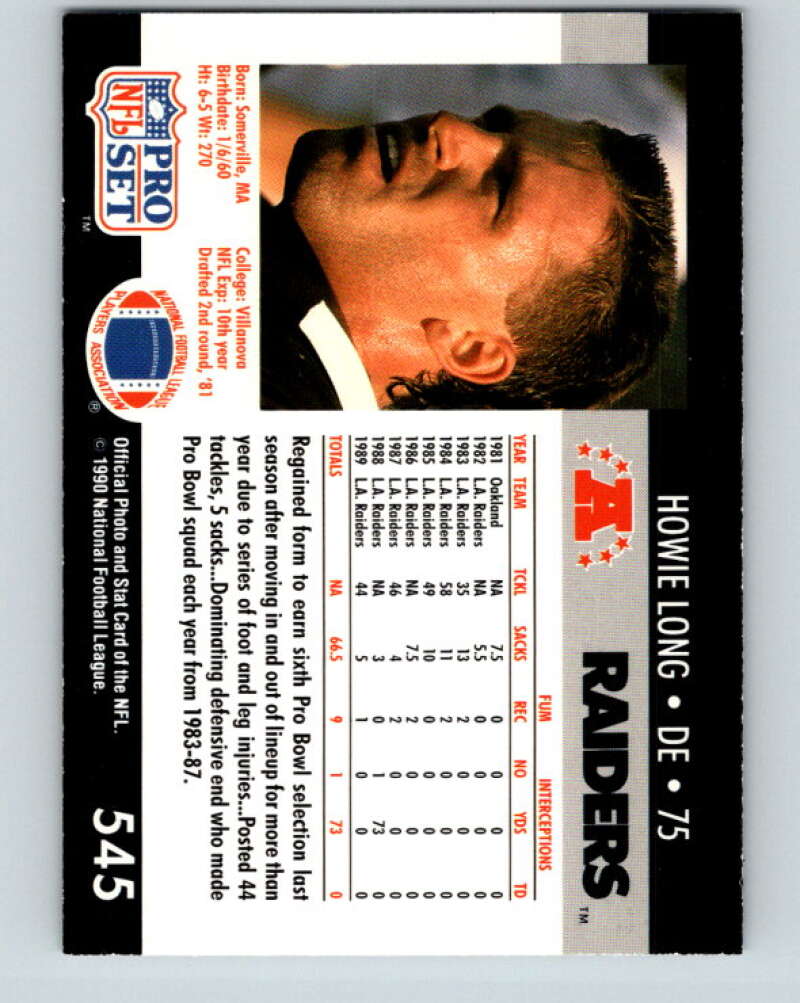 HOWIE LONG • DE • 75
A
RAIDERS™
Born: Somerville, MA
Birthdate: 1/6/60
Ht: 6-5 Wt: 270
College: Villanova
NFL Exp: 10th year
Drafted 2nd round, '81
FUM INTERCEPTIONS
YEAR TEAM TCKL SACKS REC NO YDS TD
1981 Oakland NA 7.5 0 0 0 0
1982 L.A. Raiders NA 5.5 0 0 0 0
1983 L.A. Raiders 35 13 2 0 0 0
1984 L.A. Raiders 58 11 2 0 0 0
1985 L.A. Raiders 49 10 0 0 0 0
1986 L.A. Raiders NA 7.5 2 0 0 0
1987 L.A. Raiders 46 4 2 0 0 0
1988 L.A. Raiders NA 3 0 1 73 0
1989 L.A. Raiders 44 5 1 0 0 0
TOTALS NA 66.5 9 1 73 0
Regained form to earn sixth Pro Bowl selection last
season after moving in and out of lineup for more than
year due to series of foot and leg injuries...Posted 44
tackles, 5 sacks...Dominating defensive end who made
Pro Bowl squad each year from 1983-87.
PRO
NFL SET
™
NATIONAL FOOTBALL LEAGUE
PLAYERS ASSOCIATION
®
Official Photo and Stat Card of the NFL.
© 1990 National Football League.
545